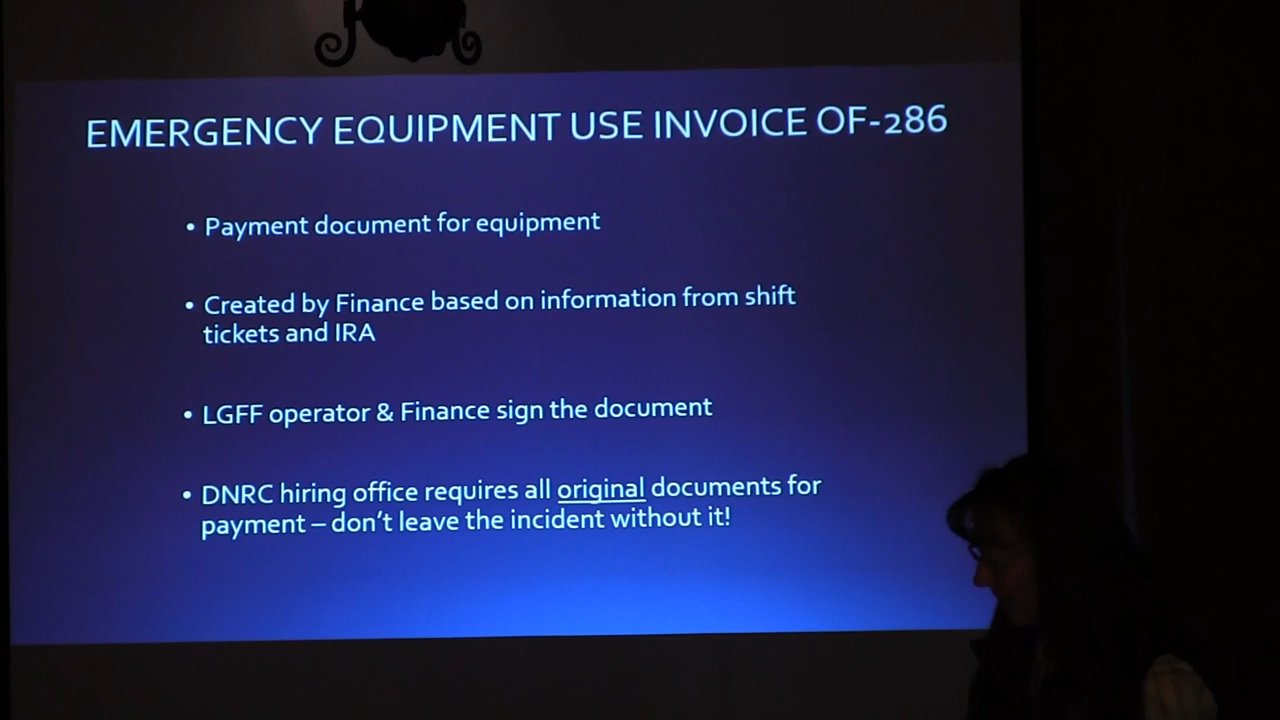 EMERGENCY EQUIPMENT USE INVOICE OF-286
• Payment document for equipment
• Created by Finance based on information from shift
tickets and IRA
• LGFF operator & Finance sign the document
• DNRC hiring office requires all original documents for
payment – don't leave the incident without it!